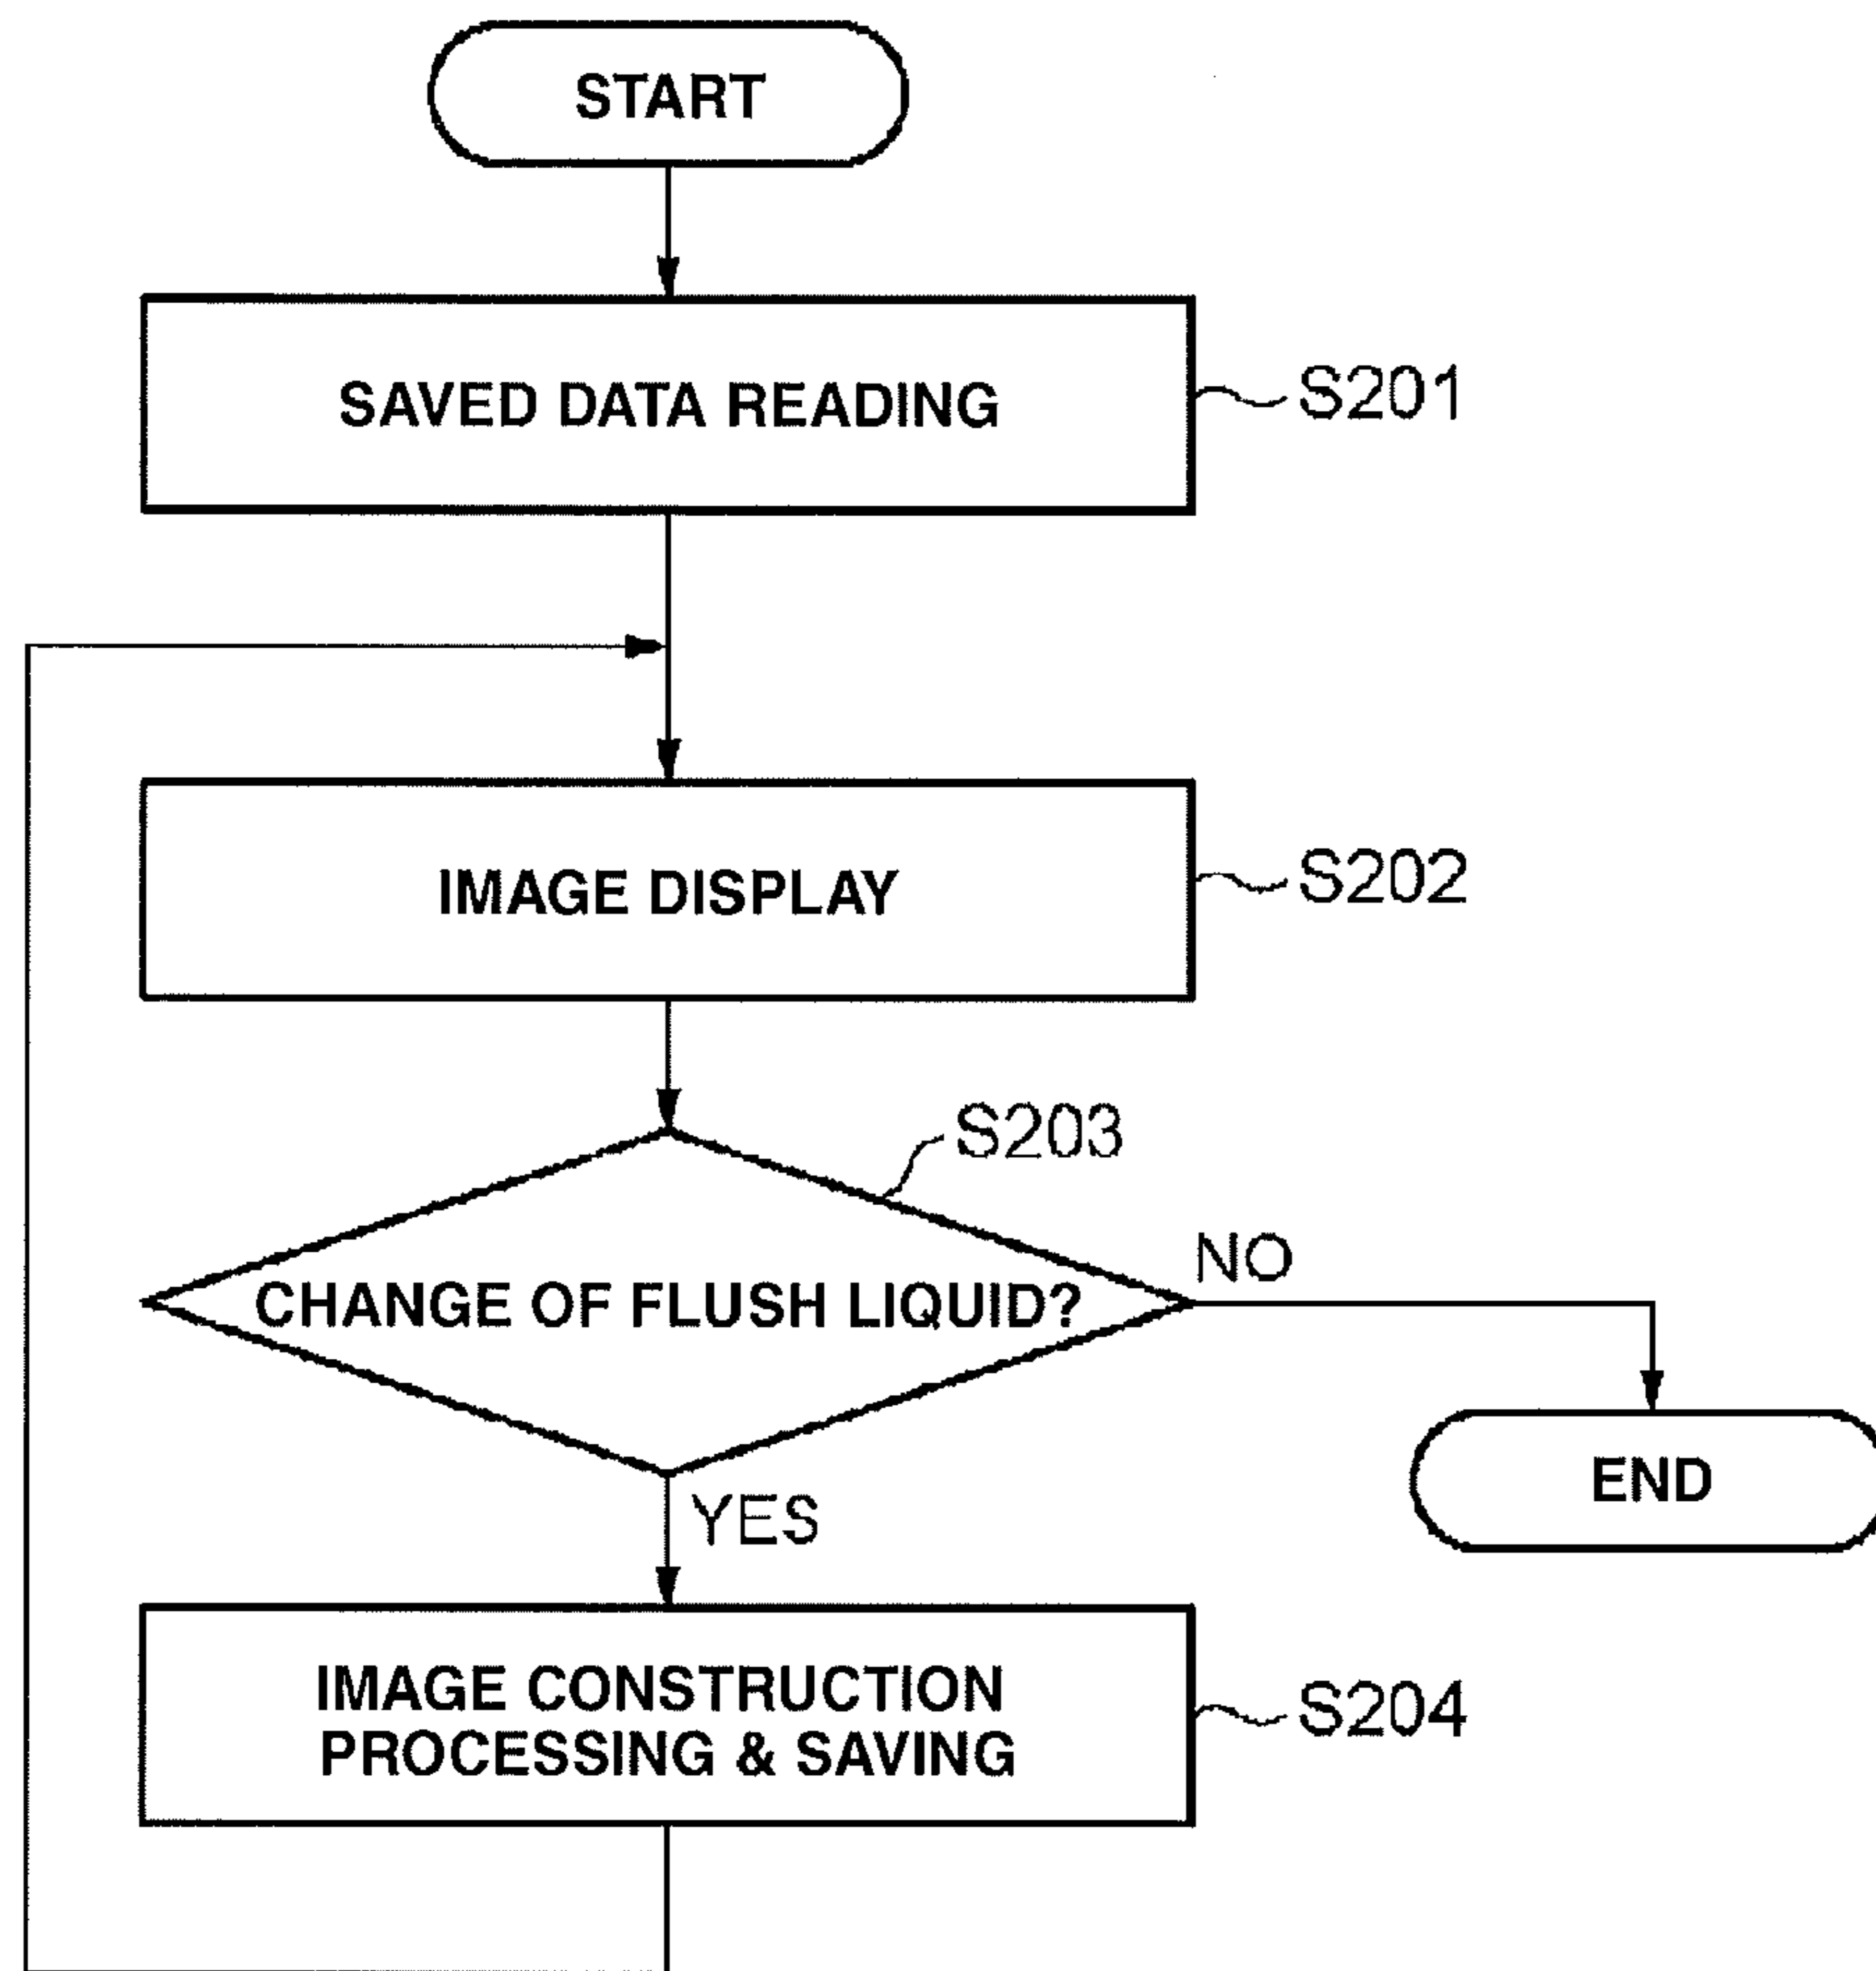 START
SAVED DATA READING
S201
IMAGE DISPLAY
S202
S203
CHANGE OF FLUSH LIQUID?
NO
END
YES
IMAGE CONSTRUCTION
PROCESSING & SAVING
S204